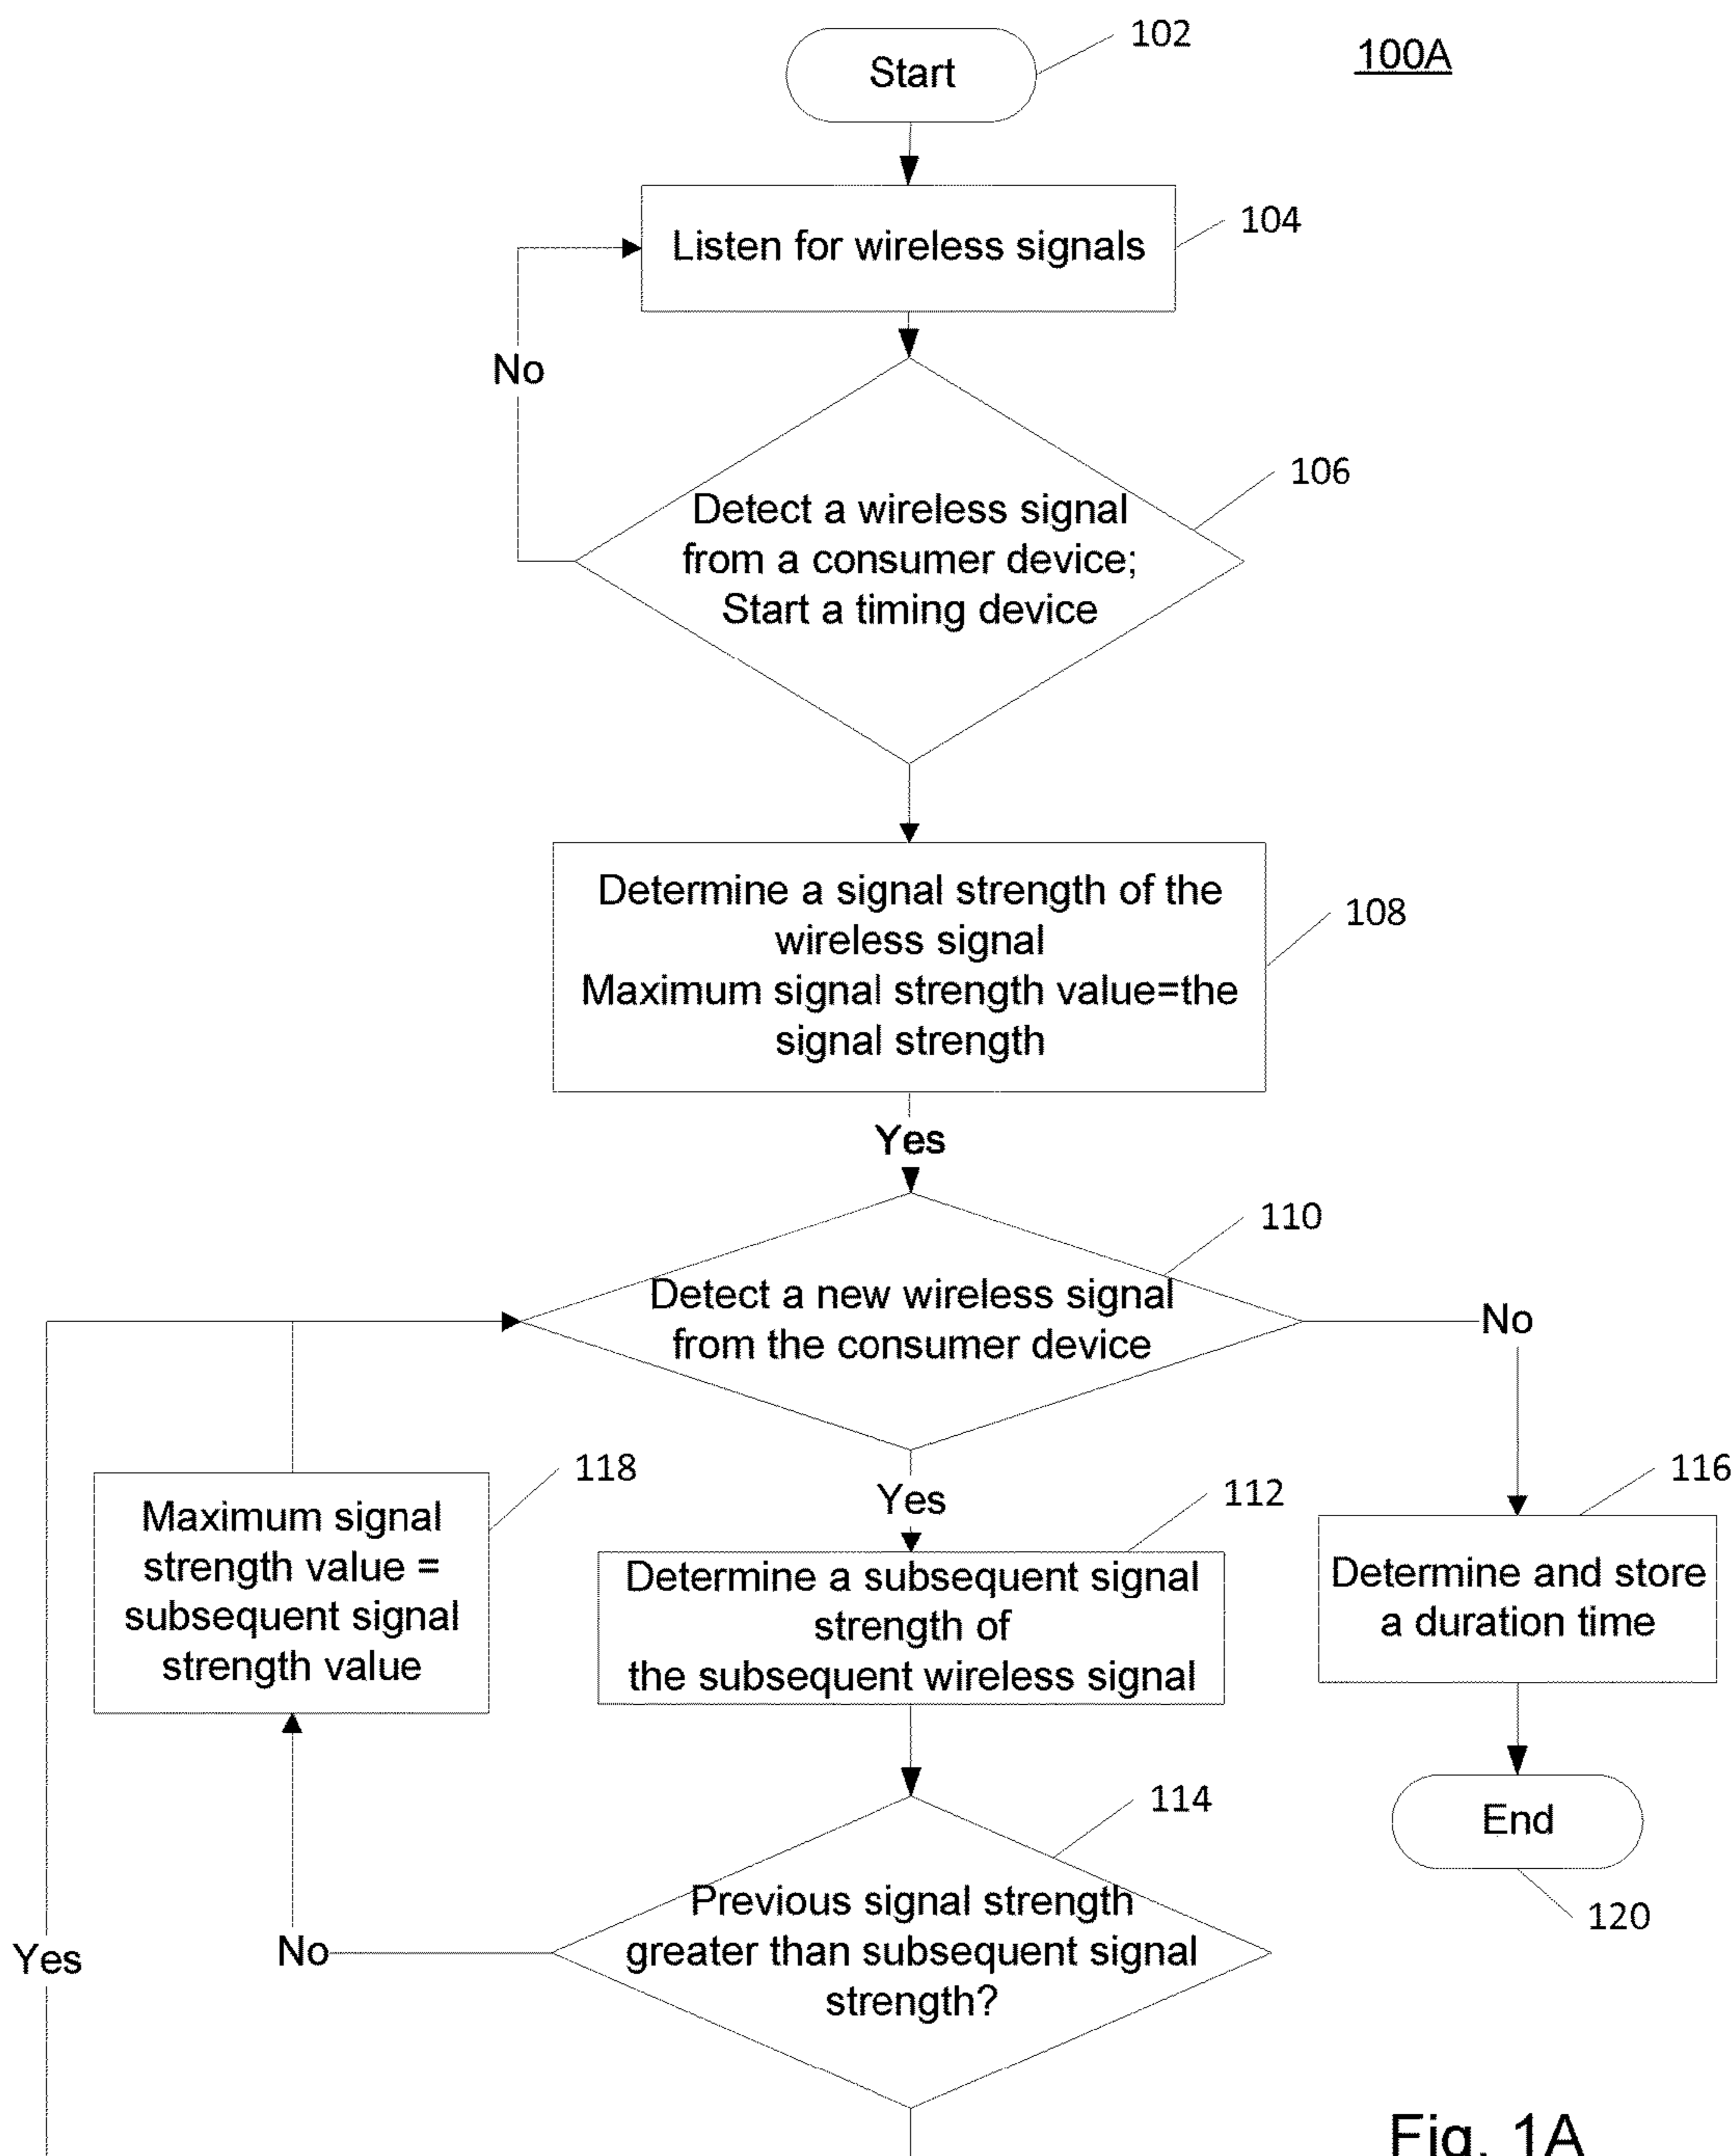 102
100A
Start
104
Listen for wireless signals
No
106
Detect a wireless signal
from a consumer device;
Start a timing device
Determine a signal strength of the
wireless signal
Maximum signal strength value=the
signal strength
108
Yes
110
Detect a new wireless signal
from the consumer device
No
118
Maximum signal
strength value =
subsequent signal
strength value
Yes
112
Determine a subsequent signal
strength of
the subsequent wireless signal
116
Determine and store
a duration time
114
End
120
Previous signal strength
greater than subsequent signal
strength?
No
Yes
Fig. 1A